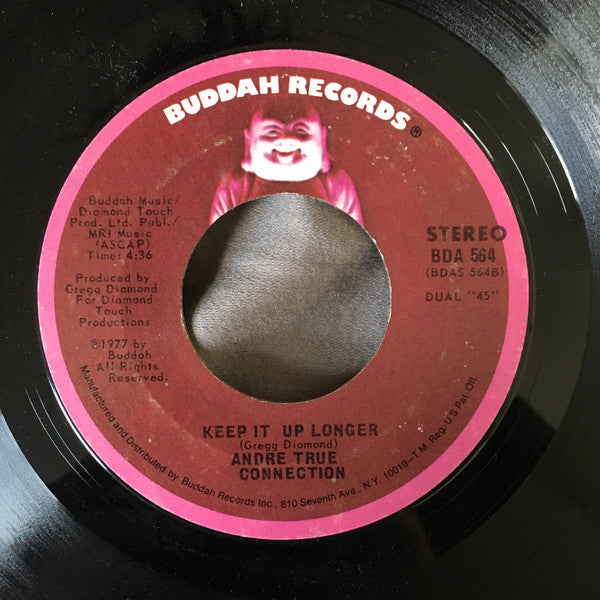 BUDDAH RECORDS®
Buddah Music/
Diamond Touch
Prod. Ltd. Publ./
MRI Music
(ASCAP)
Time: 4:36
Produced by
Gregg Diamond
For Diamond
Touch
Productions
℗1977 by
Buddah
All Rights
Reserved.
STEREO
BDA 564
(BDAS 564B)
DUAL "45"
KEEP IT UP LONGER
(Gregg Diamond)
ANDRE TRUE
CONNECTION
Manufactured and Distributed by Buddah Records Inc., 810 Seventh Ave., N.Y. 10019-T.M. Reg. U.S. Pat. Off.